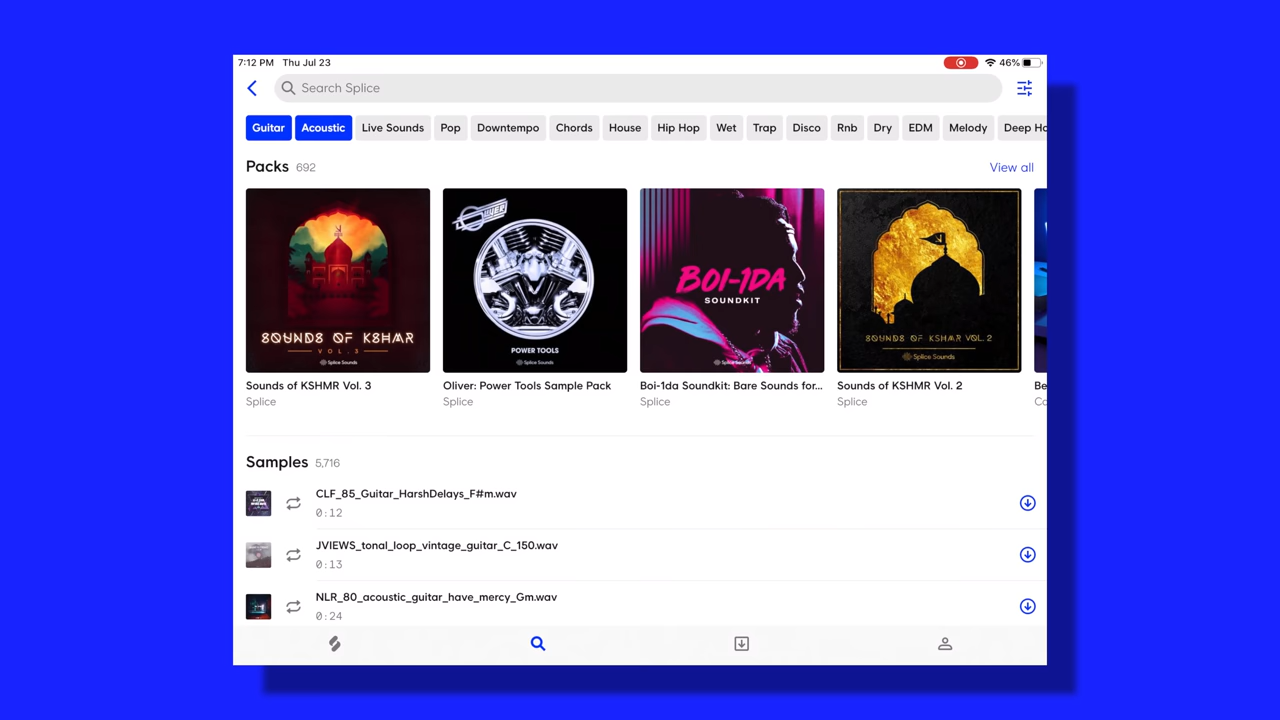 7:12 PM Thu Jul 23 46%
Search Splice
Guitar Acoustic Live Sounds Pop Downtempo Chords House Hip Hop Wet Trap Disco Rnb Dry EDM Melody Deep Ho
Packs 692 View all
SOUNDS OF KSHMR
VOL. 3
Splice Sounds
POWER TOOLS
Splice Sounds
BOI-1DA
SOUNDKIT
Splice Sounds
SOUNDS OF KSHMR VOL. 2
Splice Sounds
Sounds of KSHMR Vol. 3 Oliver: Power Tools Sample Pack Boi-1da Soundkit: Bare Sounds for... Sounds of KSHMR Vol. 2 Be
Splice Splice Splice Splice Co
Samples 5,716
CLF_85_Guitar_HarshDelays_F#m.wav
0:12
JVIEWS_tonal_loop_vintage_guitar_C_150.wav
0:13
NLR_80_acoustic_guitar_have_mercy_Gm.wav
0:24